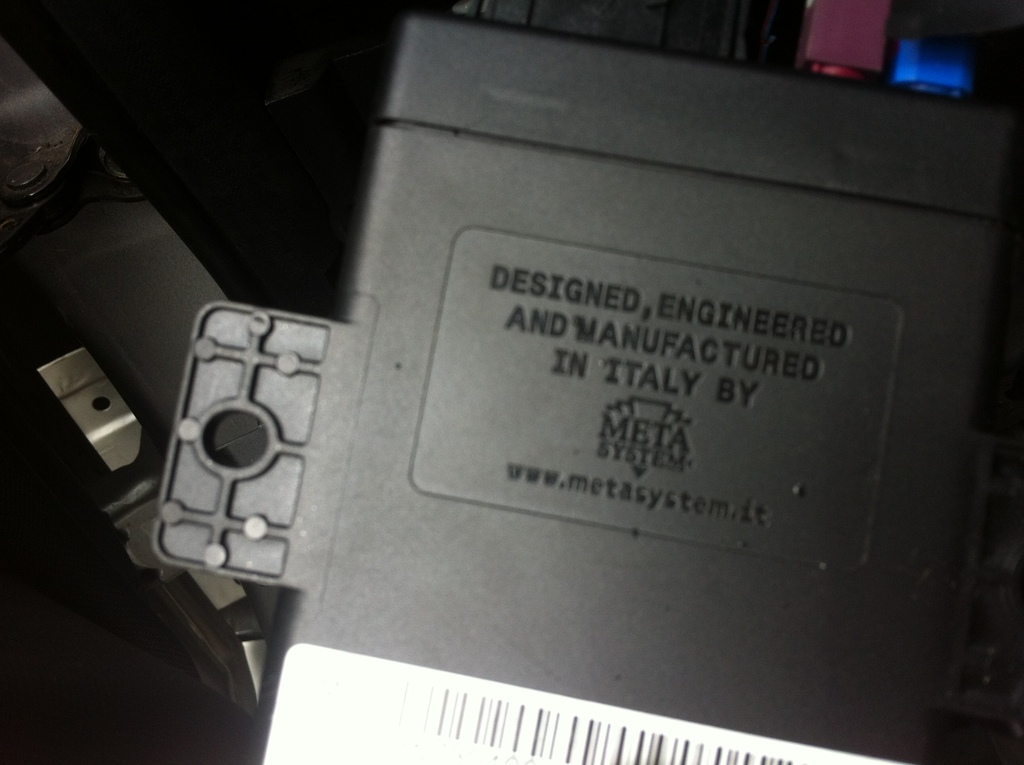 DESIGNED, ENGINEERED
AND MANUFACTURED
IN ITALY BY
META
SYSTEM
www.metasystem.it